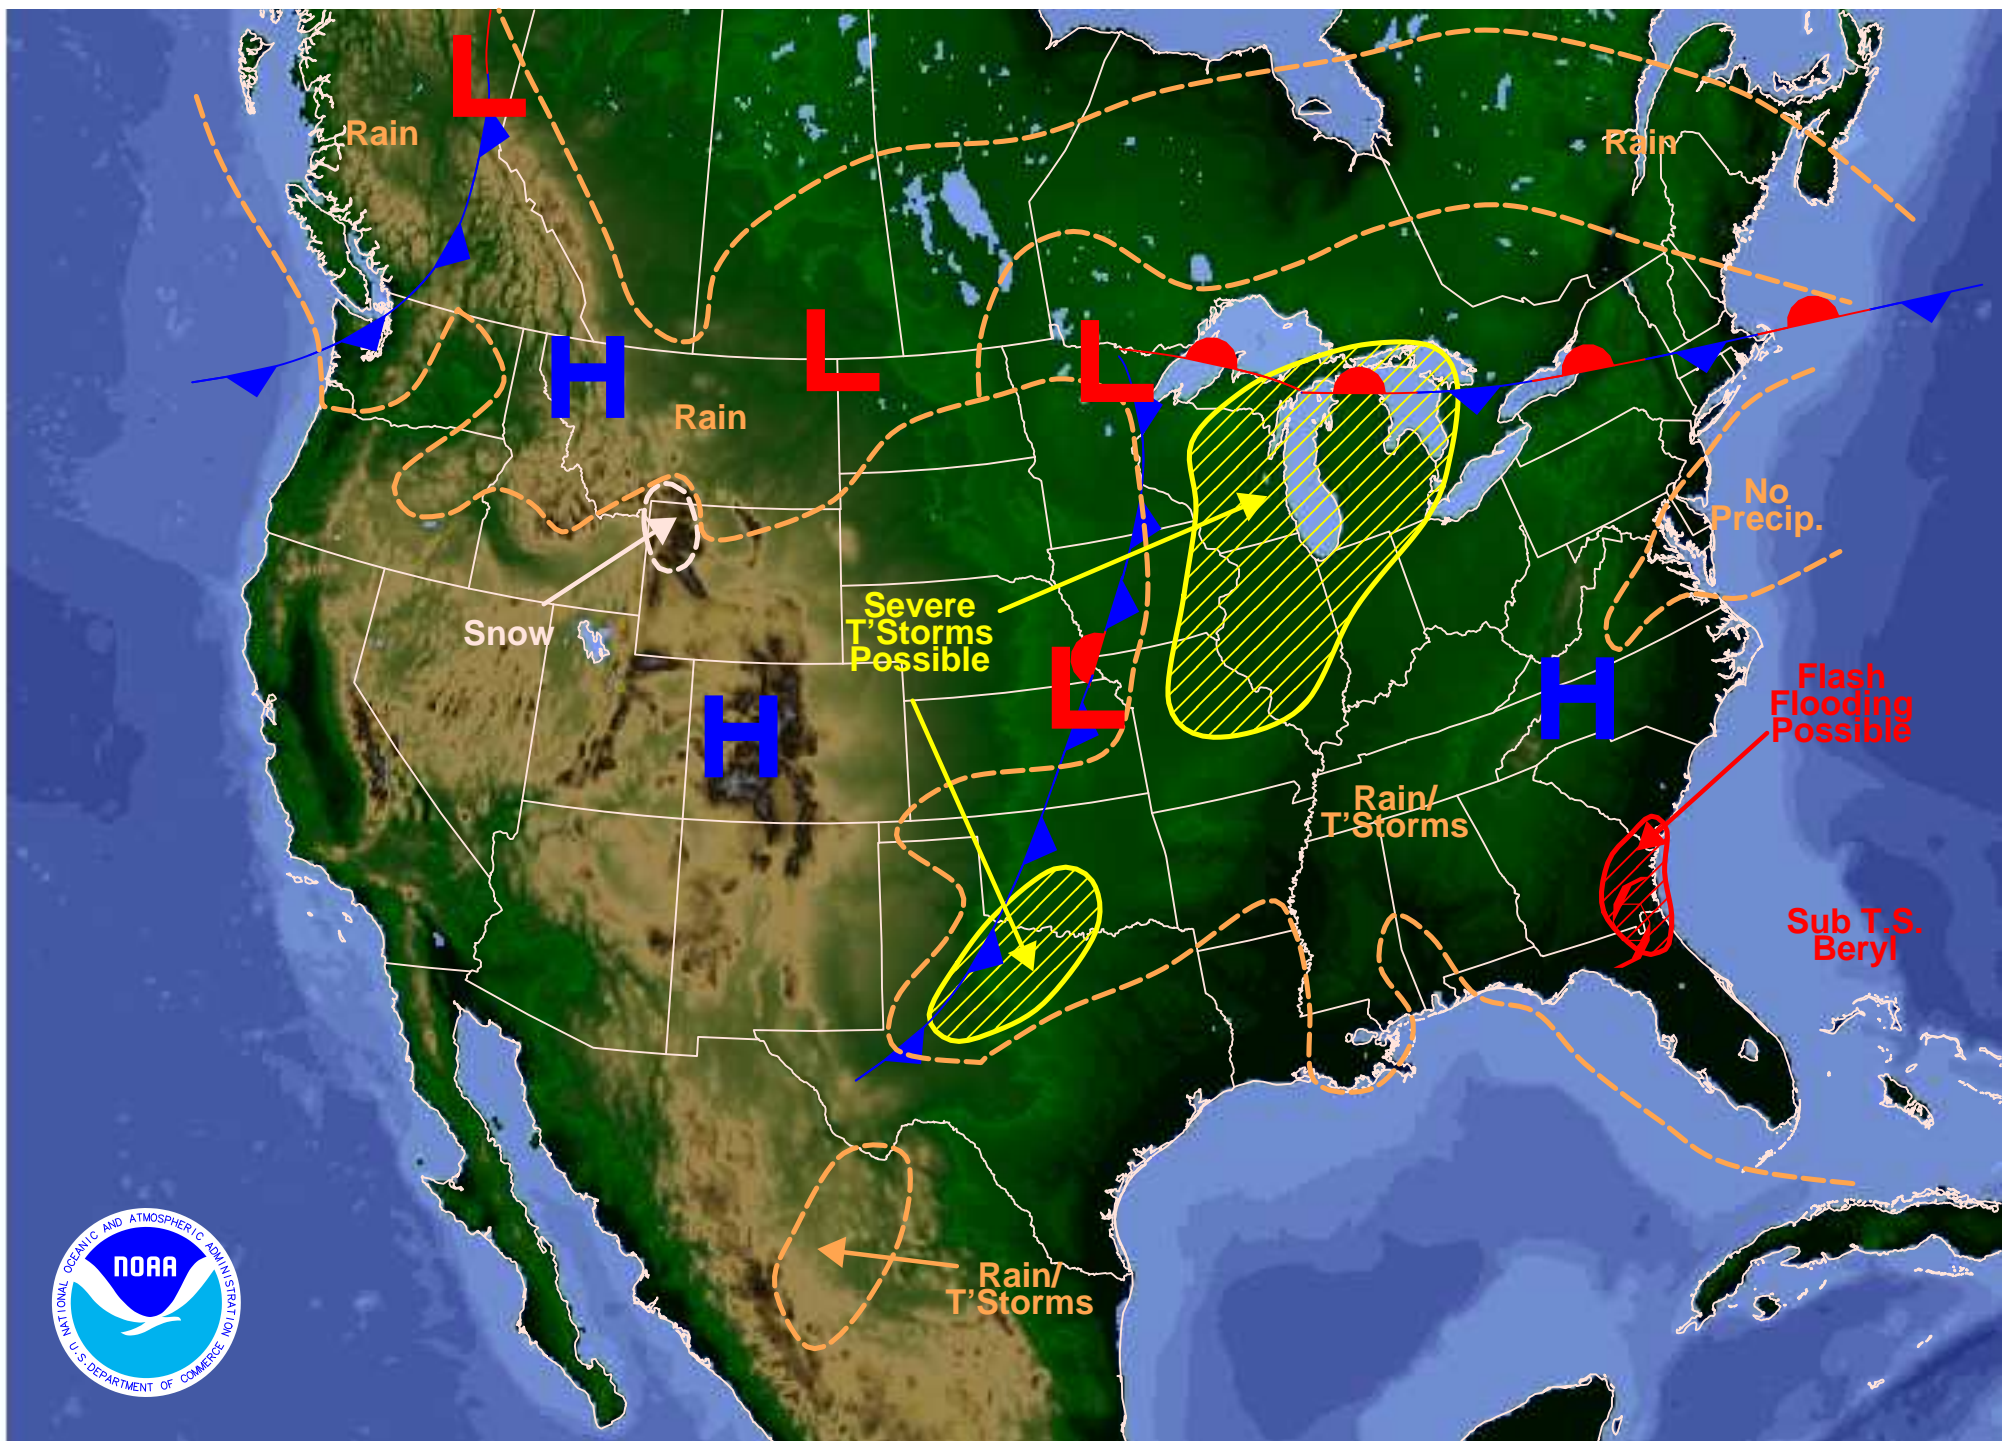 L
Rain
Rain
H
L
L
Rain
No
Precip.
Severe
T'Storms
Possible
Snow
L
H
H
Flash
Flooding
Possible
Rain/
T'Storms
Sub T.S.
Beryl
Rain/
T'Storms
NATIONAL OCEANIC AND ATMOSPHERIC ADMINISTRATION
NOAA
U.S. DEPARTMENT OF COMMERCE